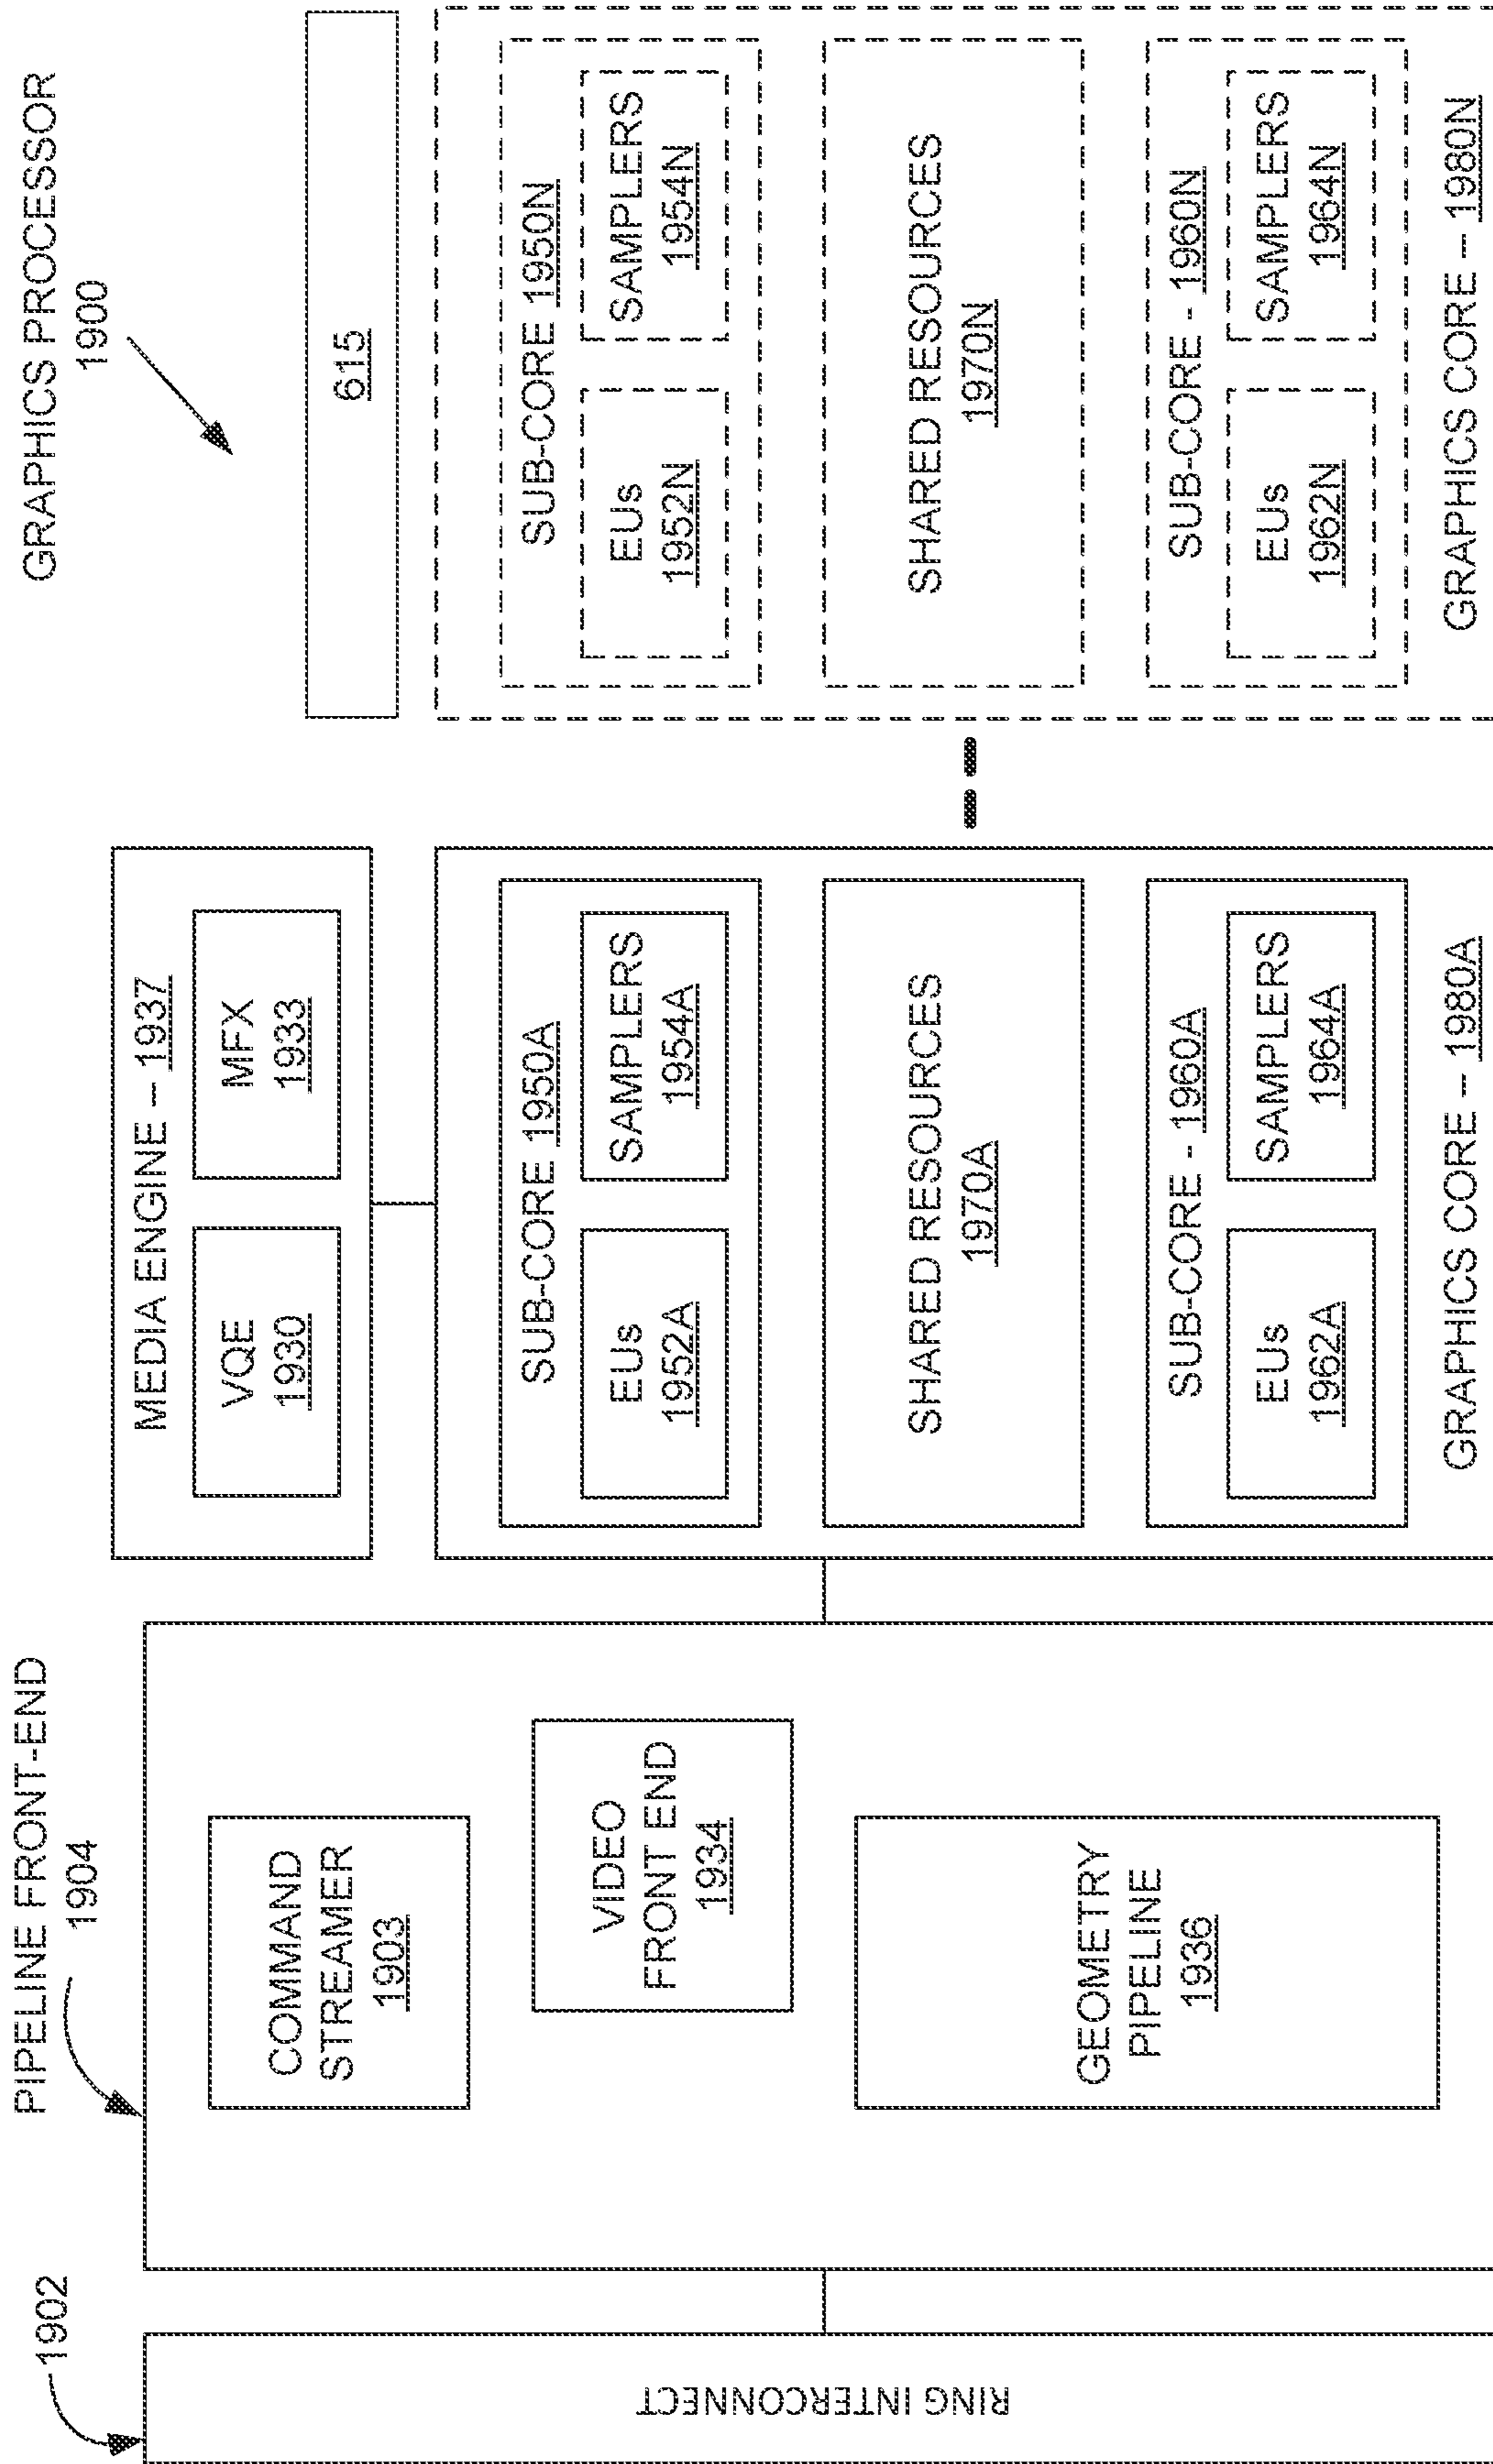 GRAPHICS PROCESSOR
1900
PIPELINE FRONT-END
1904
1902
RING INTERCONNECT
COMMAND
STREAMER
1903
VIDEO
FRONT END
1934
GEOMETRY
PIPELINE
1936
MEDIA ENGINE -- 1937
VQE
1930
MFX
1933
SUB-CORE 1950A
EUs
1952A
SAMPLERS
1954A
SHARED RESOURCES
1970A
SUB-CORE - 1960A
EUs
1962A
SAMPLERS
1964A
GRAPHICS CORE -- 1980A
615
SUB-CORE 1950N
EUs
1952N
SAMPLERS
1954N
SHARED RESOURCES
1970N
SUB-CORE - 1960N
EUs
1962N
SAMPLERS
1964N
GRAPHICS CORE -- 1980N